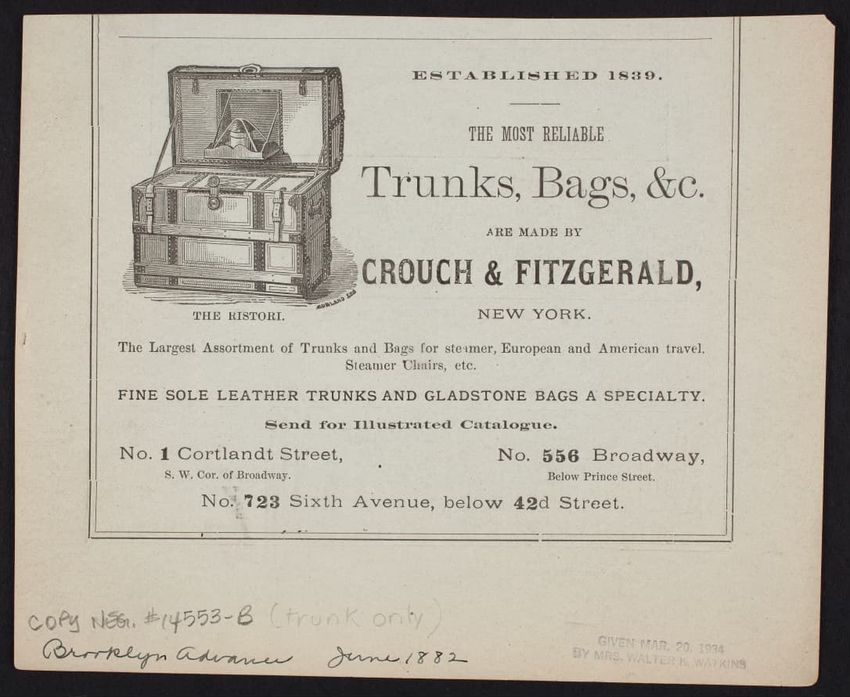 ESTABLISHED 1839.
THE MOST RELIABLE
Trunks, Bags, &c.
ARE MADE BY
CROUCH & FITZGERALD,
NEW YORK.
ROWLAND
THE RISTORI.
The Largest Assortment of Trunks and Bags for steamer, European and American travel.
Steamer Chairs, etc.
FINE SOLE LEATHER TRUNKS AND GLADSTONE BAGS A SPECIALTY.
Send for Illustrated Catalogue.
No. 1 Cortlandt Street,
S. W. Cor. of Broadway.
No. 556 Broadway,
Below Prince Street.
No. 723 Sixth Avenue, below 42d Street.
COPY NEG. #14553-B (trunk only)
Brooklyn Advance June 1882
GIVEN MAR. 20, 1934
BY MRS. WALTER K. WATKINS